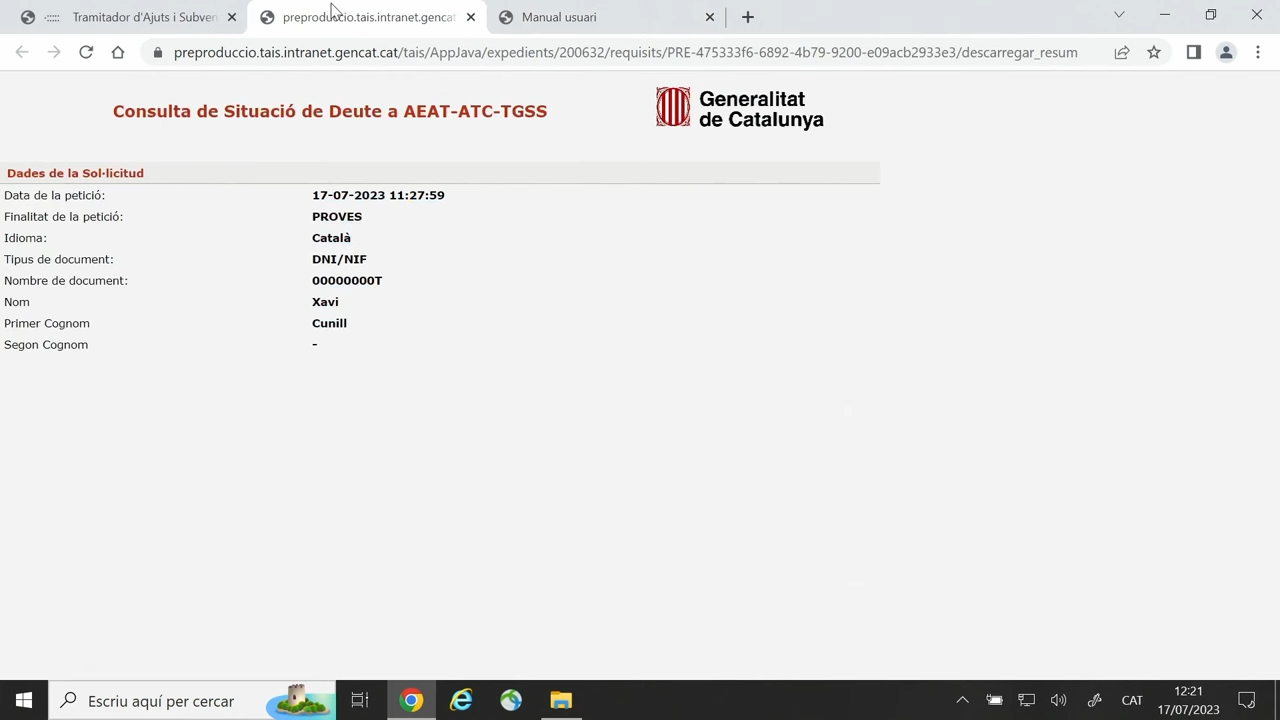 :::::: Tramitador d'Ajuts i Subven
preproduccio.tais.intranet.gencat
Manual usuari
preproduccio.tais.intranet.gencat.cat/tais/AppJava/expedients/200632/requisits/PRE-475333f6-6892-4b79-9200-e09acb2933e3/descarregar_resum
Consulta de Situació de Deute a AEAT-ATC-TGSS
Generalitat
de Catalunya
Dades de la Sol·licitud
Data de la petició: 17-07-2023 11:27:59
Finalitat de la petició: PROVES
Idioma: Català
Tipus de document: DNI/NIF
Nombre de document: 00000000T
Nom Xavi
Primer Cognom Cunill
Segon Cognom -
Escriu aquí per cercar
CAT
12:21
17/07/2023